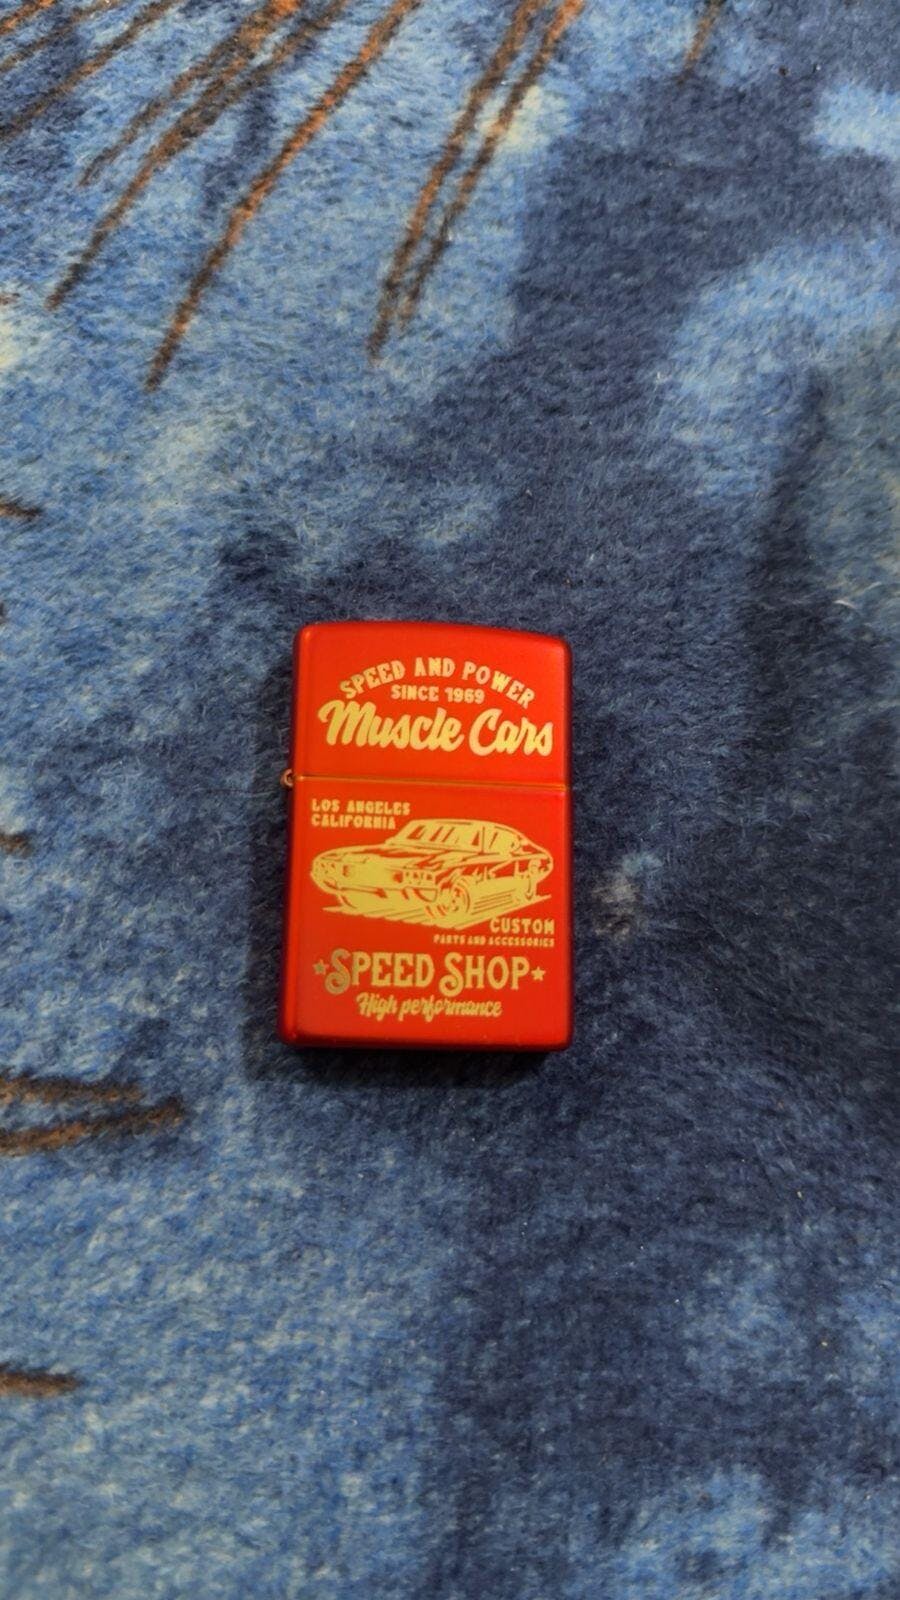 SPEED AND POWER
SINCE 1969
Muscle Cars
LOS ANGELES
CALIFORNIA
CUSTOM
PARTS AND ACCESSORIES
SPEED SHOP
High performance